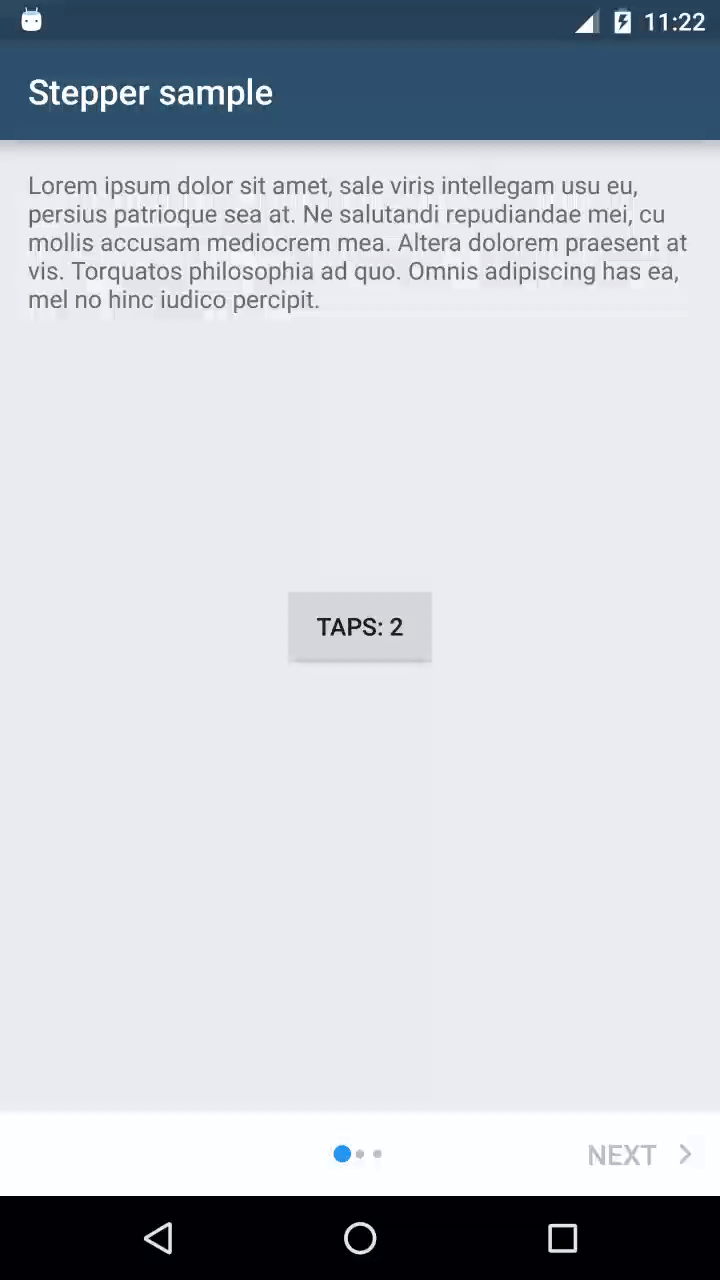 11:22
Stepper sample
Lorem ipsum dolor sit amet, sale viris intellegam usu eu,
persius patrioque sea at. Ne salutandi repudiandae mei, cu
mollis accusam mediocrem mea. Altera dolorem praesent at
vis. Torquatos philosophia ad quo. Omnis adipiscing has ea,
mel no hinc iudico percipit.
TAPS: 2
NEXT